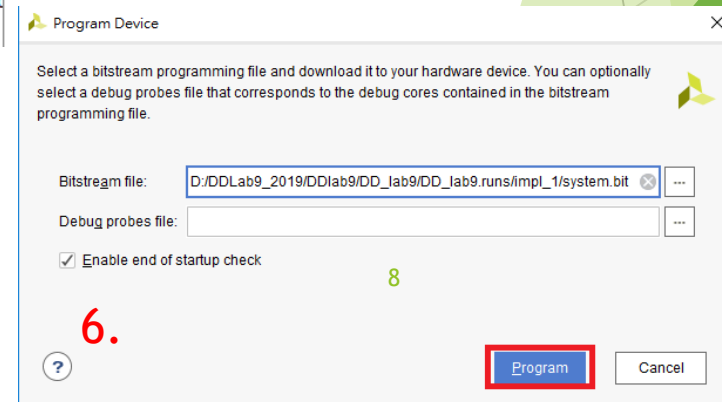 Program Device
Select a bitstream programming file and download it to your hardware device. You can optionally
select a debug probes file that corresponds to the debug cores contained in the bitstream
programming file.
Bitstream file: D:/DDLab9_2019/DDlab9/DD_lab9/DD_lab9.runs/impl_1/system.bit ...
Debug probes file: ...
Enable end of startup check
8
6.
? Program Cancel